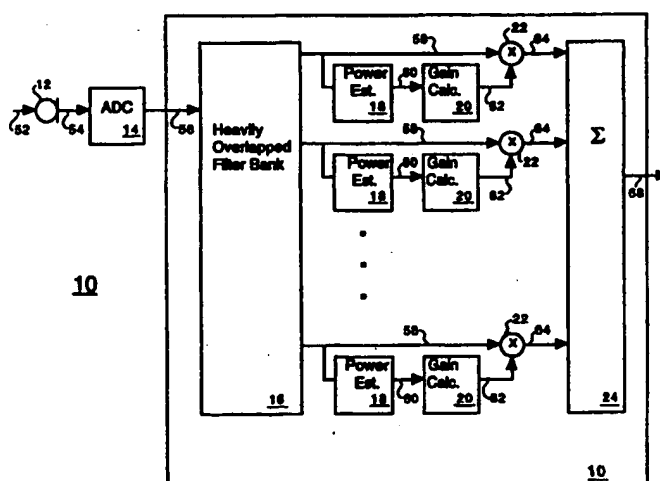 22
58
64
12
Power
Est.
18
60
Gain
Calc.
20
62
X
52
54
ADC
14
56
Heavily
Overlapped
Filter Bank
58
64
X
22
Σ
Power
Est.
18
60
Gain
Calc.
20
62
68
10
22
58
64
X
Power
Est.
18
60
Gain
Calc.
20
62
16
24
10